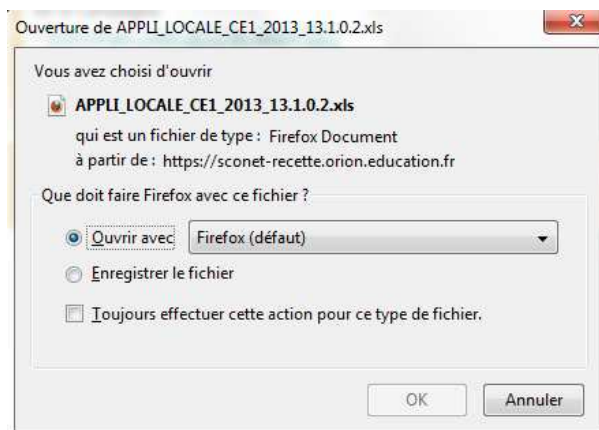 Ouverture de APPLI_LOCALE_CE1_2013_13.1.0.2.xls
Vous avez choisi d'ouvrir
APPLI_LOCALE_CE1_2013_13.1.0.2.xls
qui est un fichier de type : Firefox Document
à partir de : https://sconet-recette.orion.education.fr
Que doit faire Firefox avec ce fichier ?
Ouvrir avec Firefox (défaut)
Enregistrer le fichier
Toujours effectuer cette action pour ce type de fichier.
OK Annuler